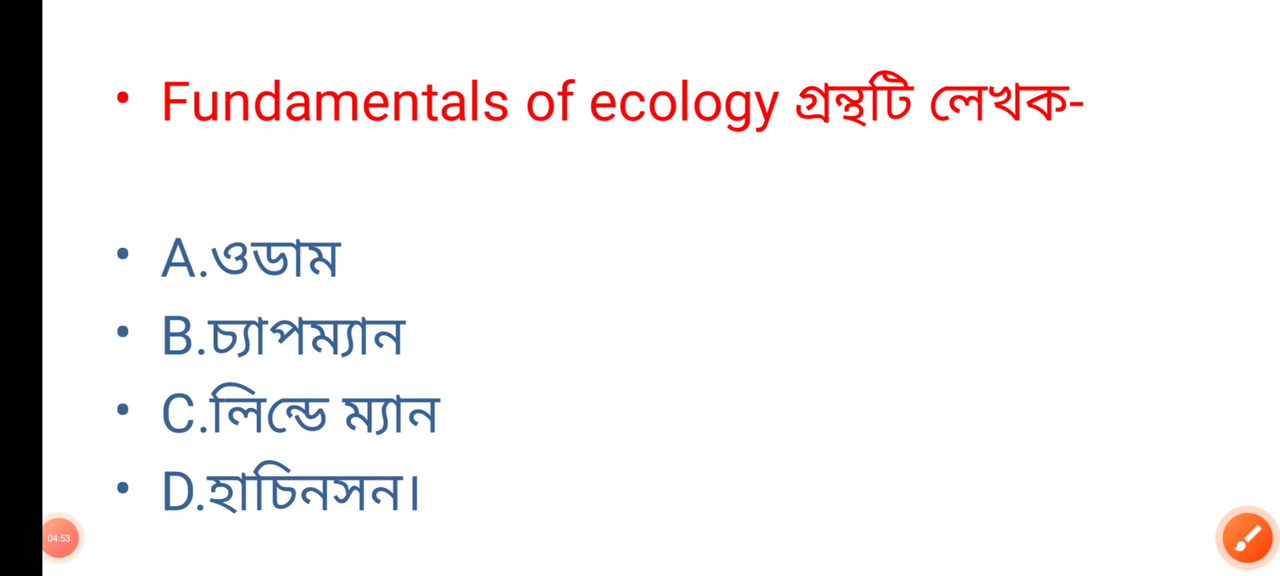 • Fundamentals of ecology গ্রন্থটি লেখক-
• A.ওডাম
• B.চ্যাপম্যান
• C.লিন্ডে ম্যান
• D.হাচিনসন।
04:53